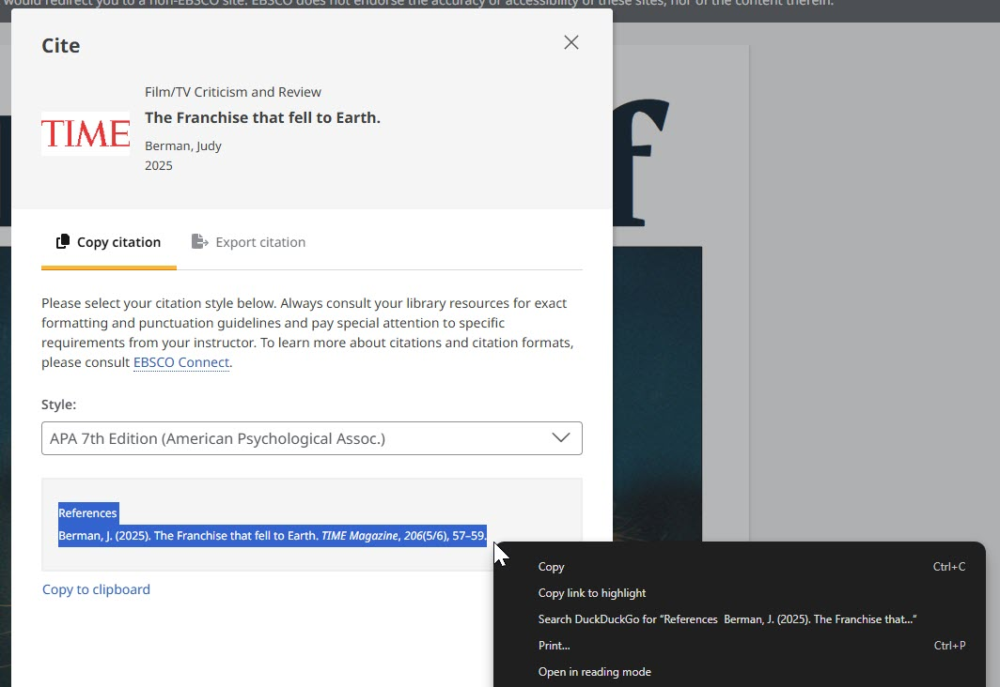 would redirect you to a non-EBSCO site. EBSCO does not endorse the accuracy or accessibility of these sites, nor of the content therein.
Cite
Film/TV Criticism and Review
TIME
The Franchise that fell to Earth.
Berman, Judy
2025
f
Copy citation
Export citation
Please select your citation style below. Always consult your library resources for exact
formatting and punctuation guidelines and pay special attention to specific
requirements from your instructor. To learn more about citations and citation formats,
please consult EBSCO Connect.
Style:
APA 7th Edition (American Psychological Assoc.)
References
Berman, J. (2025). The Franchise that fell to Earth. TIME Magazine, 206(5/6), 57–59.
Copy to clipboard
Copy Ctrl+C
Copy link to highlight
Search DuckDuckGo for “References  Berman, J. (2025). The Franchise that...”
Print... Ctrl+P
Open in reading mode